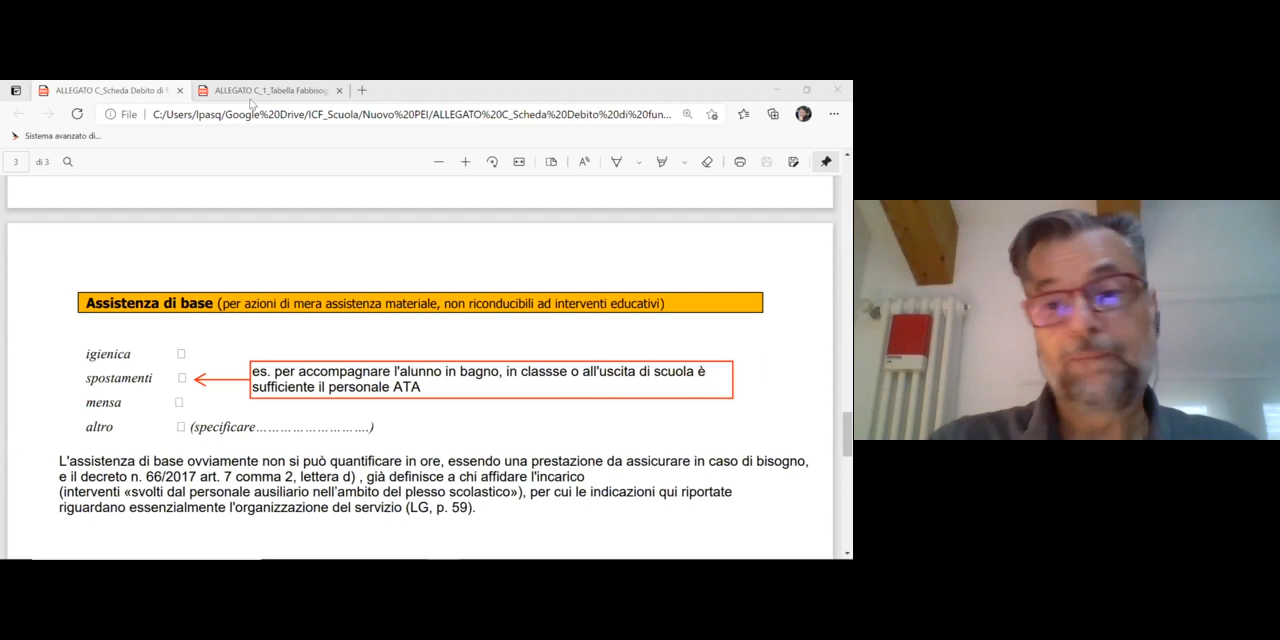 ALLEGATO C_Scheda Debito di f
ALLEGATO C_1_Tabella Fabbisog
File
C:/Users/lpasq/Google%20Drive/ICF_Scuola/Nuovo%20PEI/ALLEGATO%20C_Scheda%20Debito%20di%20fun...
Sistema avanzato di...
3 di 3
Assistenza di base (per azioni di mera assistenza materiale, non riconducibili ad interventi educativi)
igienica
es. per accompagnare l'alunno in bagno, in classse o all'uscita di scuola è
spostamenti
sufficiente il personale ATA
mensa
altro (specificare…………………….)
L'assistenza di base ovviamente non si può quantificare in ore, essendo una prestazione da assicurare in caso di bisogno,
e il decreto n. 66/2017 art. 7 comma 2, lettera d) , già definisce a chi affidare l'incarico
(interventi «svolti dal personale ausiliario nell'ambito del plesso scolastico»), per cui le indicazioni qui riportate
riguardano essenzialmente l'organizzazione del servizio (LG, p. 59).